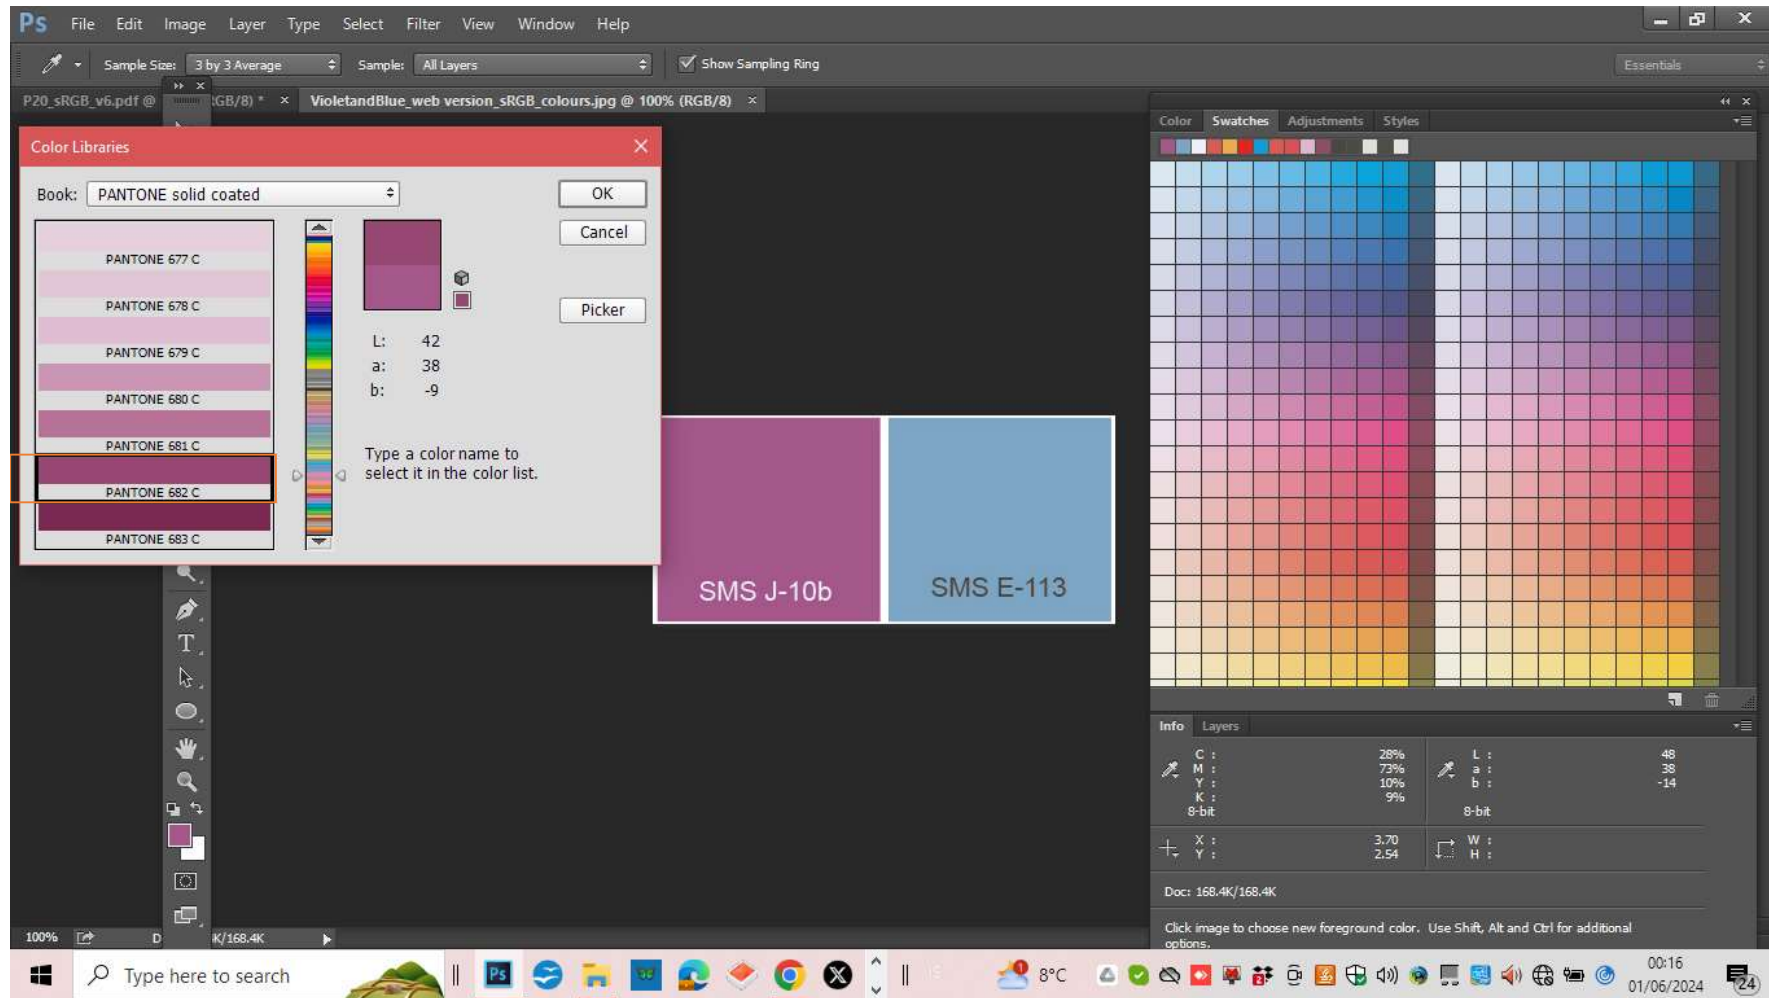 Ps File Edit Image Layer Type Select Filter View Window Help
Sample Size: 3 by 3 Average Sample: All Layers Show Sampling Ring Essentials
P20_sRGB_v6.pdf @ GB/8) * × VioletandBlue_web version_sRGB_colours.jpg @ 100% (RGB/8) ×
Color Swatches Adjustments Styles
Color Libraries
Book: PANTONE solid coated
OK
Cancel
Picker
PANTONE 677 C
PANTONE 678 C
PANTONE 679 C
PANTONE 680 C
PANTONE 681 C
PANTONE 682 C
PANTONE 683 C
L: 42
a: 38
b: -9
Type a color name to
select it in the color list.
SMS J-10b SMS E-113
T
Info Layers
C : 28% L : 48
M : 73% a : 38
Y : 10% b : -14
K : 9%
8-bit 8-bit
X : 3.70 W :
Y : 2.54 H :
Doc: 168.4K/168.4K
Click image to choose new foreground color. Use Shift, Alt and Ctrl for additional
options.
100% D K/168.4K
Type here to search Ps 8°C 00:16
01/06/2024 24